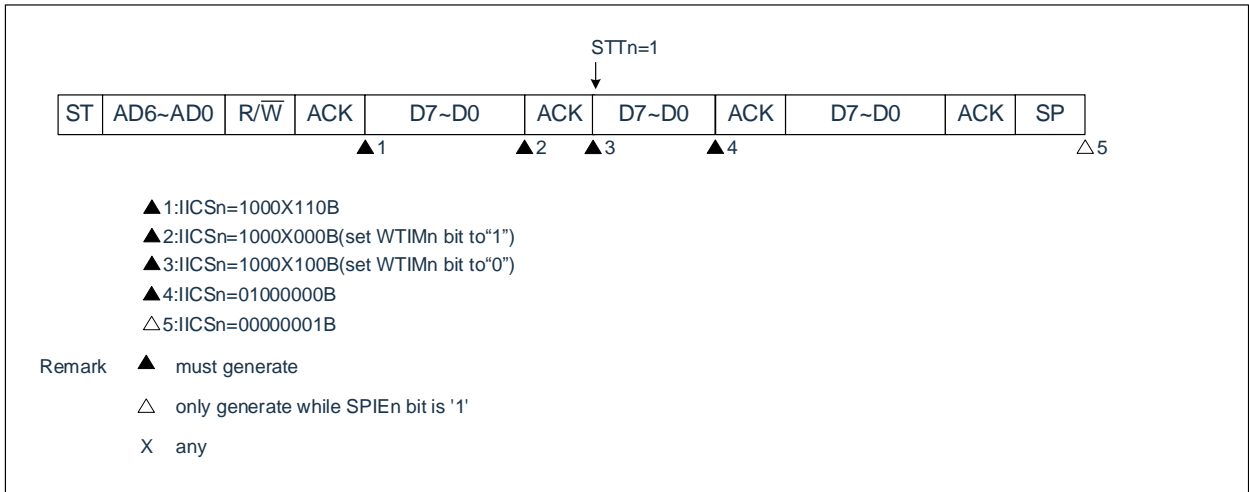 STTn=1
ST AD6~AD0 R/W̅ ACK D7~D0 ACK D7~D0 ACK D7~D0 ACK SP
▲1 ▲2 ▲3 ▲4 △5
▲1:IICSn=1000X110B
▲2:IICSn=1000X000B(set WTIMn bit to“1”)
▲3:IICSn=1000X100B(set WTIMn bit to“0”)
▲4:IICSn=01000000B
△5:IICSn=00000001B
Remark ▲ must generate
△ only generate while SPIEn bit is '1'
X any